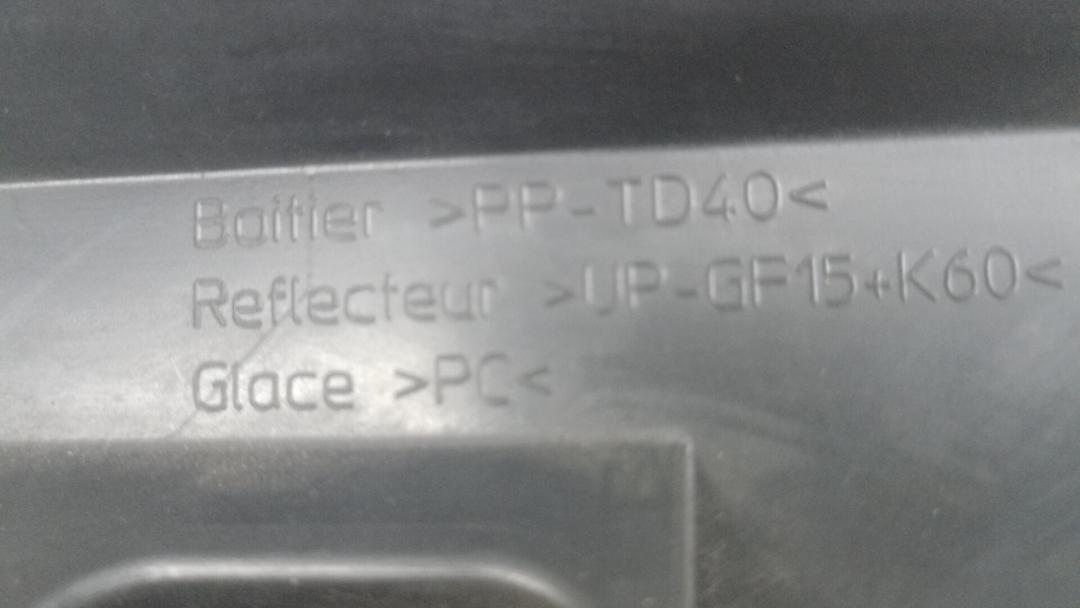 Boitier >PP-TD40<
Reflecteur >UP-GF15+K60<
Glace >PC<